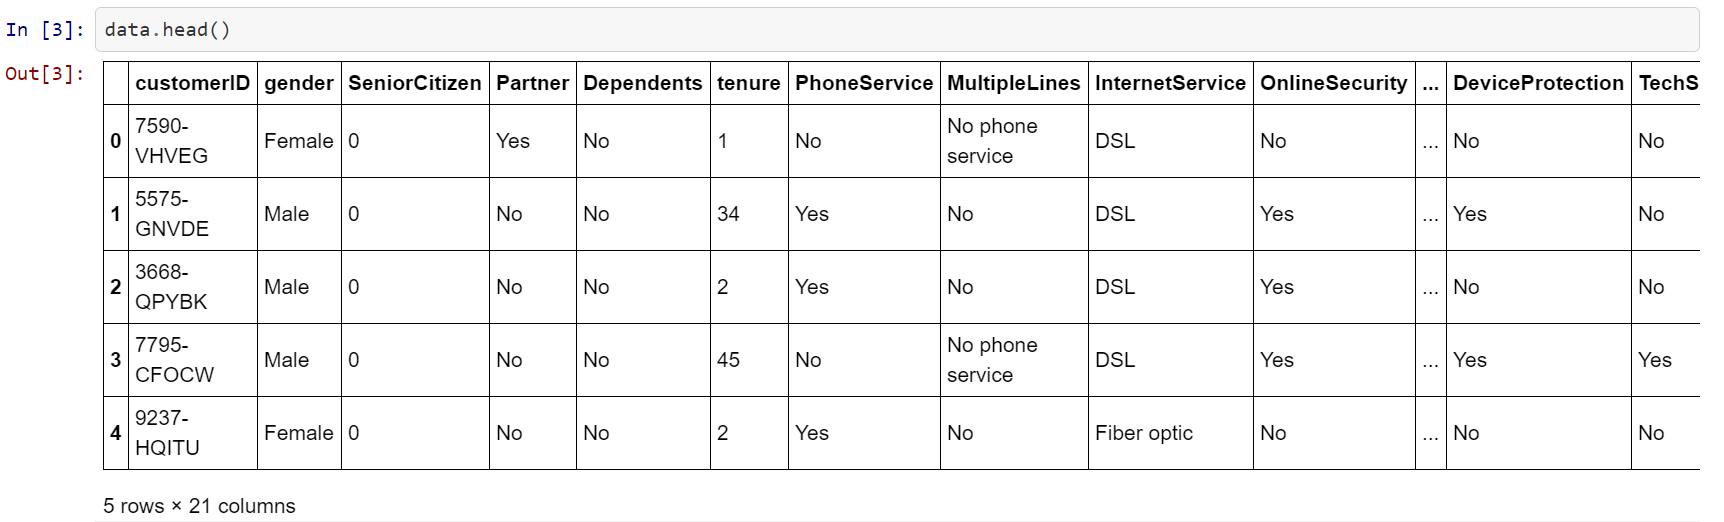 In [3]: data.head()
Out[3]:
customerID gender SeniorCitizen Partner Dependents tenure PhoneService MultipleLines InternetService OnlineSecurity ... DeviceProtection TechS
0 7590-VHVEG Female 0 Yes No 1 No No phone service DSL No ... No No
1 5575-GNVDE Male 0 No No 34 Yes No DSL Yes ... Yes No
2 3668-QPYBK Male 0 No No 2 Yes No DSL Yes ... No No
3 7795-CFOCW Male 0 No No 45 No No phone service DSL Yes ... Yes Yes
4 9237-HQITU Female 0 No No 2 Yes No Fiber optic No ... No No
5 rows × 21 columns